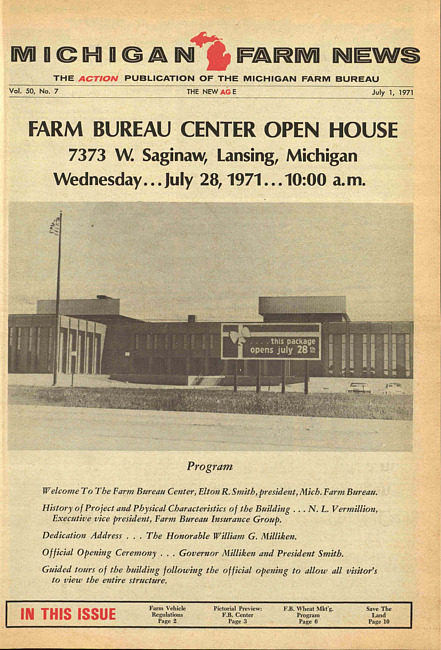 MICHIGAN FARM NEWS
THE ACTION PUBLICATION OF THE MICHIGAN FARM BUREAU
Vol. 50, No. 7 THE NEW AG E July 1, 1971
FARM BUREAU CENTER OPEN HOUSE
7373 W. Saginaw, Lansing, Michigan
Wednesday...July 28, 1971...10:00 a.m.
....this package
opens july 28th
Program
Welcome To The Farm Bureau Center, Elton R. Smith, president, Mich. Farm Bureau.
History of Project and Physical Characteristics of the Building . . . N. L. Vermillion,
Executive vice president, Farm Bureau Insurance Group.
Dedication Address . . . The Honorable William G. Milliken.
Official Opening Ceremony . . . Governor Milliken and President Smith.
Guided tours of the building following the official opening to allow all visitor's
to view the entire structure.
IN THIS ISSUE
Farm Vehicle
Regulations
Page 2
Pictorial Preview:
F.B. Center
Page 3
F.B. Wheat Mkt'g.
Program
Page 6
Save The
Land
Page 10